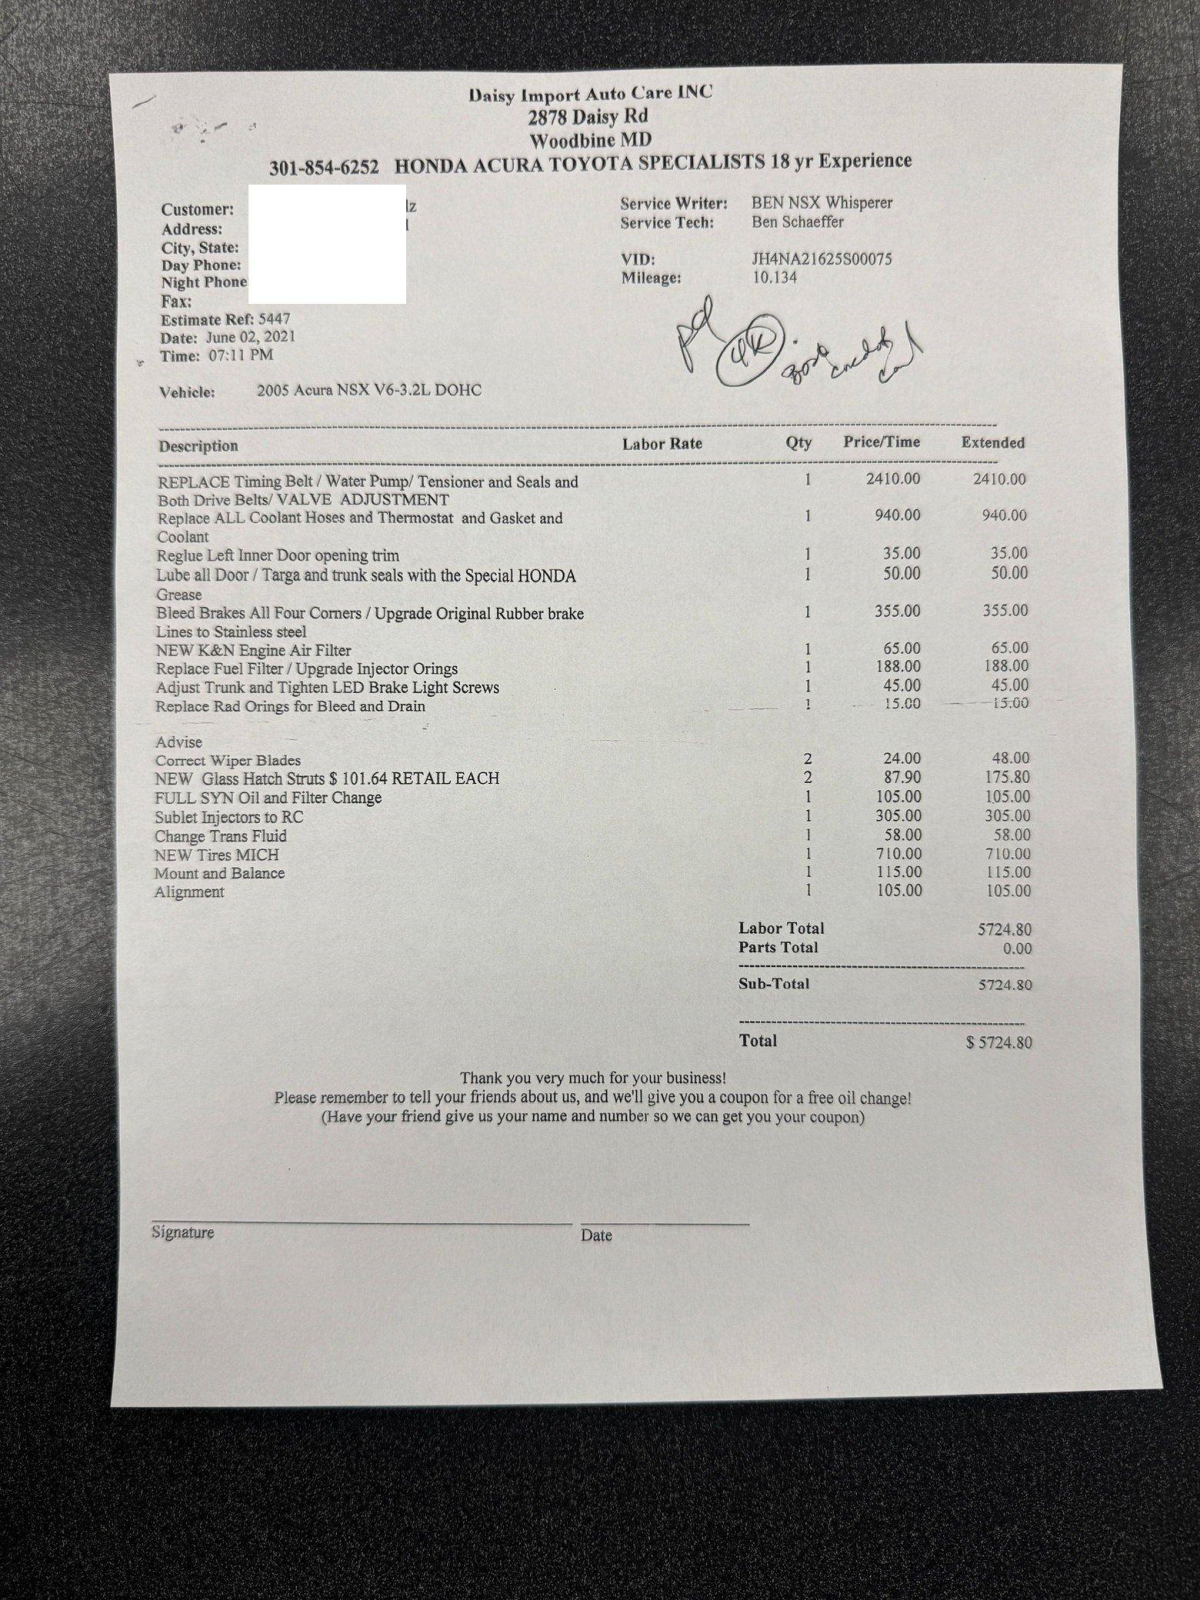 Daisy Import Auto Care INC
2878 Daisy Rd
Woodbine MD
301-854-6252 HONDA ACURA TOYOTA SPECIALISTS 18 yr Experience
Customer: lz
Address:
City, State:
Day Phone:
Night Phone
Fax:
Estimate Ref: 5447
Date: June 02, 2021
Time: 07:11 PM
Service Writer: BEN NSX Whisperer
Service Tech: Ben Schaeffer
VID: JH4NA21625S00075
Mileage: 10.134
pd 4K.
card
Vehicle: 2005 Acura NSX V6-3.2L DOHC
Description Labor Rate Qty Price/Time Extended
REPLACE Timing Belt / Water Pump/ Tensioner and Seals and 1 2410.00 2410.00
Both Drive Belts/ VALVE ADJUSTMENT
Replace ALL Coolant Hoses and Thermostat and Gasket and 1 940.00 940.00
Coolant
Reglue Left Inner Door opening trim 1 35.00 35.00
Lube all Door / Targa and trunk seals with the Special HONDA 1 50.00 50.00
Grease
Bleed Brakes All Four Corners / Upgrade Original Rubber brake 1 355.00 355.00
Lines to Stainless steel
NEW K&N Engine Air Filter 1 65.00 65.00
Replace Fuel Filter / Upgrade Injector Orings 1 188.00 188.00
Adjust Trunk and Tighten LED Brake Light Screws 1 45.00 45.00
Replace Rad Orings for Bleed and Drain 1 15.00 15.00
Advise
Correct Wiper Blades 2 24.00 48.00
NEW Glass Hatch Struts $ 101.64 RETAIL EACH 2 87.90 175.80
FULL SYN Oil and Filter Change 1 105.00 105.00
Sublet Injectors to RC 1 305.00 305.00
Change Trans Fluid 1 58.00 58.00
NEW Tires MICH 1 710.00 710.00
Mount and Balance 1 115.00 115.00
Alignment 1 105.00 105.00
Labor Total 5724.80
Parts Total 0.00
Sub-Total 5724.80
Total $ 5724.80
Thank you very much for your business!
Please remember to tell your friends about us, and we'll give you a coupon for a free oil change!
(Have your friend give us your name and number so we can get you your coupon)
Signature Date